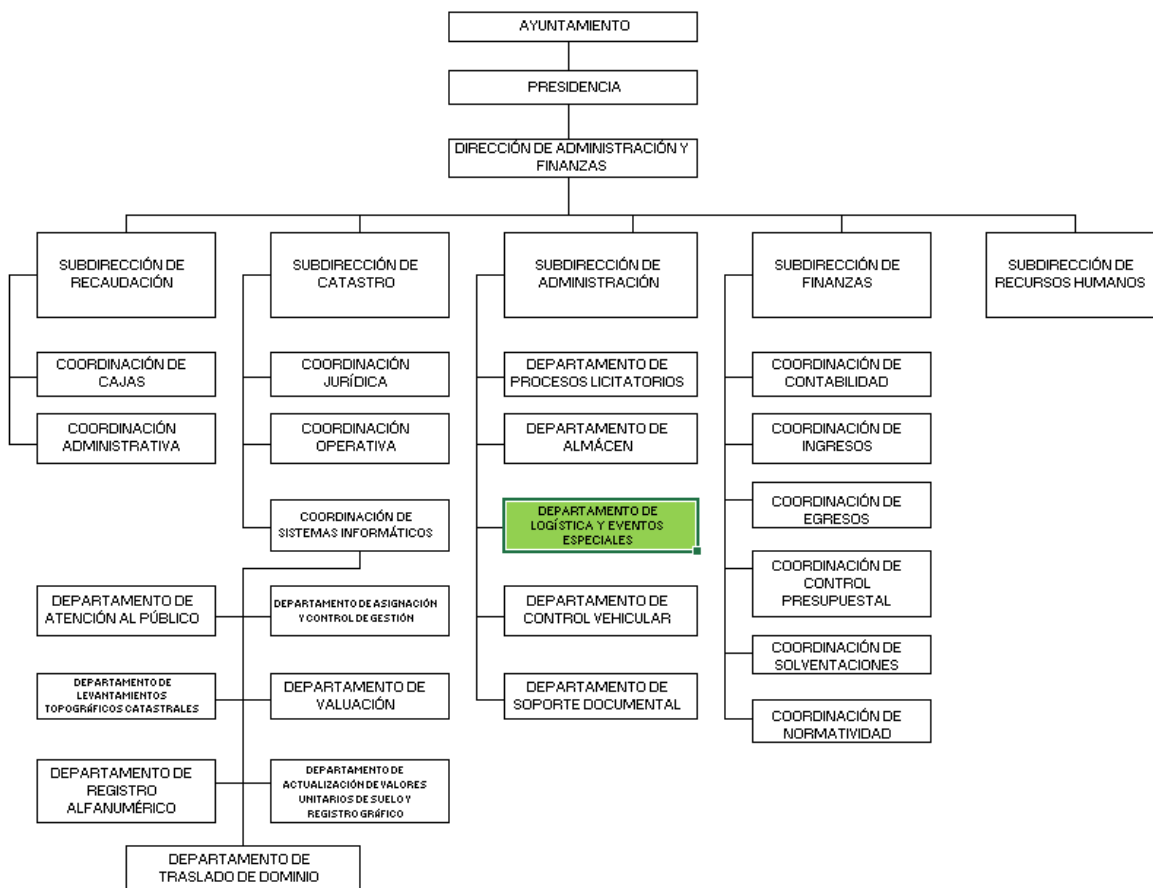 AYUNTAMIENTO
PRESIDENCIA
DIRECCIÓN DE ADMINISTRACIÓN Y
FINANZAS
SUBDIRECCIÓN DE
RECAUDACIÓN
SUBDIRECCIÓN DE
CATASTRO
SUBDIRECCIÓN DE
ADMINISTRACIÓN
SUBDIRECCIÓN DE
FINANZAS
SUBDIRECCIÓN DE
RECURSOS HUMANOS
COORDINACIÓN DE
CAJAS
COORDINACIÓN
JURÍDICA
DEPARTAMENTO DE
PROCESOS LICITATORIOS
COORDINACIÓN DE
CONTABILIDAD
COORDINACIÓN
ADMINISTRATIVA
COORDINACIÓN
OPERATIVA
DEPARTAMENTO DE
ALMÁCEN
COORDINACIÓN DE
INGRESOS
COORDINACIÓN DE
SISTEMAS INFORMÁTICOS
DEPARTAMENTO DE
LOGÍSTICA Y EVENTOS
ESPECIALES
COORDINACIÓN DE
EGRESOS
DEPARTAMENTO DE
ATENCIÓN AL PÚBLICO
DEPARTAMENTO DE ASIGNACIÓN
Y CONTROL DE GESTIÓN
DEPARTAMENTO DE
CONTROL VEHICULAR
COORDINACIÓN DE
CONTROL
PRESUPUESTAL
COORDINACIÓN DE
SOLVENTACIONES
DEPARTAMENTO DE
LEVANTAMIENTOS
TOPOGRÁFICOS CATASTRALES
DEPARTAMENTO DE
VALUACIÓN
DEPARTAMENTO DE
SOPORTE DOCUMENTAL
COORDINACIÓN DE
NORMATIVIDAD
DEPARTAMENTO DE
REGISTRO
ALFANUMÉRICO
DEPARTAMENTO DE
ACTUALIZACIÓN DE VALORES
UNITARIOS DE SUELO Y
REGISTRO GRÁFICO
DEPARTAMENTO DE
TRASLADO DE DOMINIO